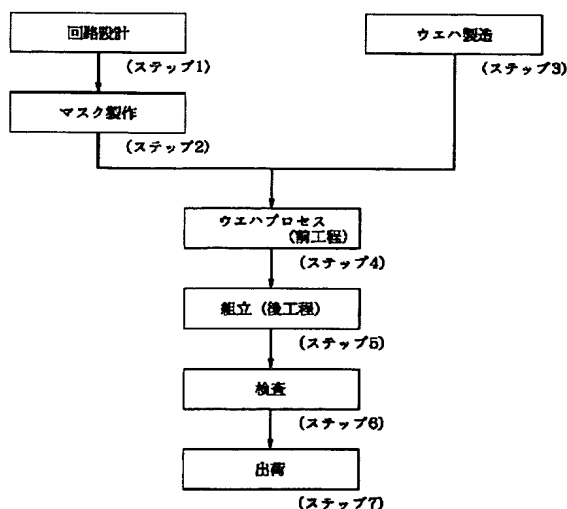 回路設計
(ステップ1)
ウエハ製造
(ステップ3)
マスク製作
(ステップ2)
ウエハプロセス
(前工程)
(ステップ4)
組立 (後工程)
(ステップ5)
検査
(ステップ6)
出荷
(ステップ7)